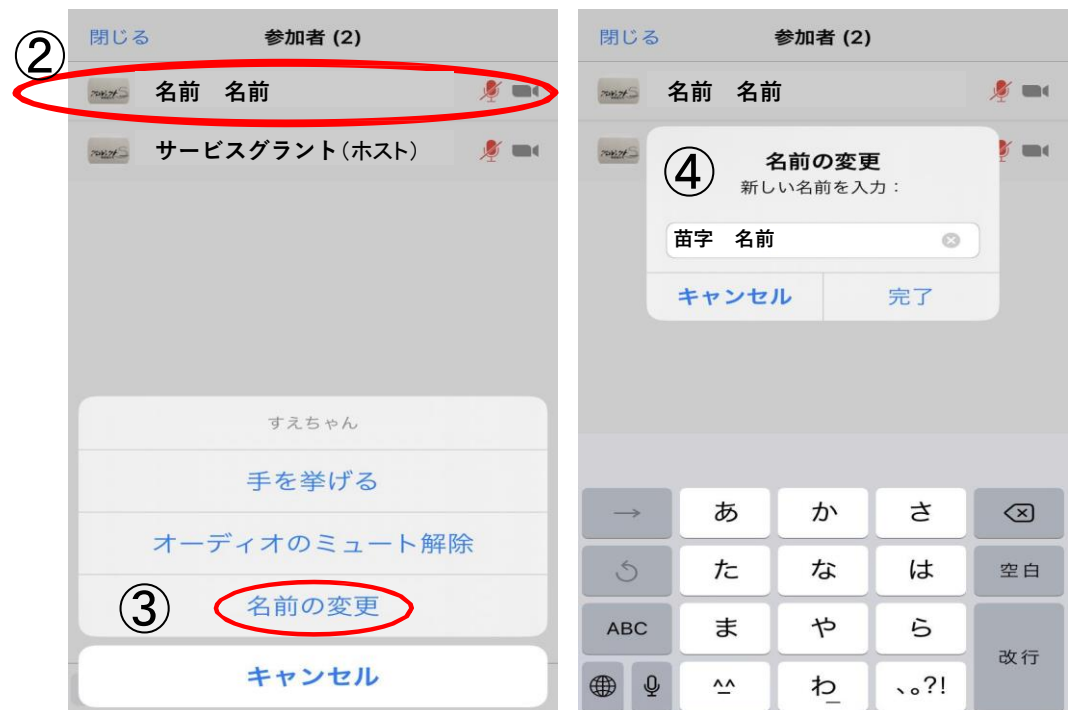 ②
閉じる 参加者 (2)
名前 名前
サービスグラント(ホスト)
すえちゃん
手を挙げる
オーディオのミュート解除
③ 名前の変更
キャンセル
閉じる 参加者 (2)
名前 名前
④ 名前の変更
新しい名前を入力：
苗字 名前
キャンセル 完了
→ あ か さ
た な は 空白
ABC ま や ら
改行
^^ わ_ 、。?!